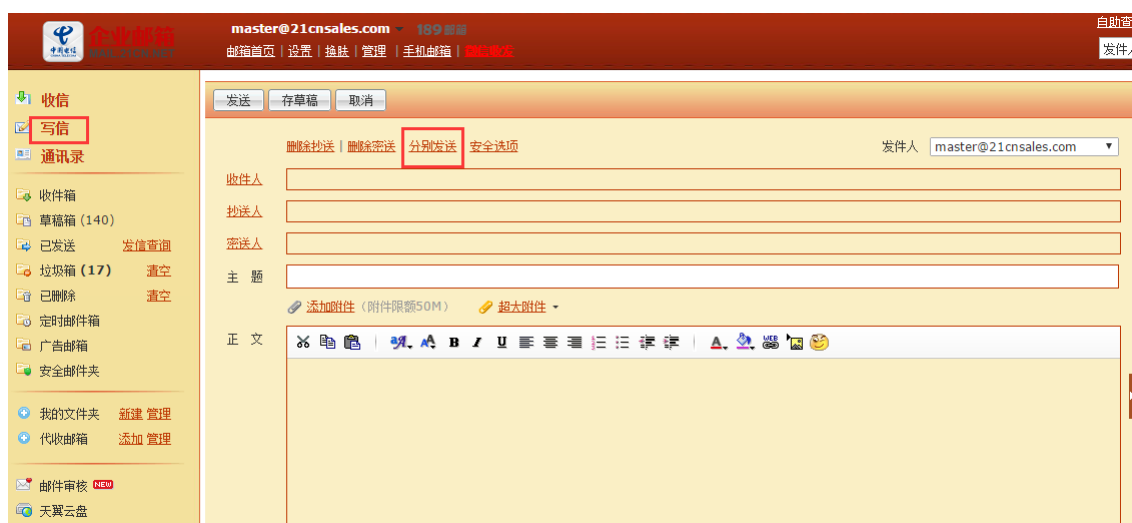 中国电信
企业邮箱
master@21cnsales.com 189邮箱
自助查
邮箱首页 | 设置 | 换肤 | 管理 | 手机邮箱 |
发件人
收信
写信
通讯录
收件箱
草稿箱 (140)
已发送 发信查询
垃圾箱 (17) 清空
已删除 清空
定时邮件箱
广告邮箱
安全邮件夹
我的文件夹 新建 管理
代收邮箱 添加 管理
邮件审核 NEW
天翼云盘
发送 存草稿 取消
删除抄送 | 删除密送 分别发送 安全选项
发件人 master@21cnsales.com
收件人
抄送人
密送人
主 题
添加附件 (附件限额50M) 超大附件
正 文
B I U A WEB